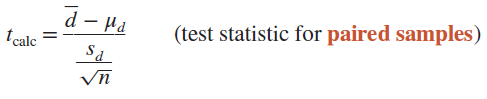 t_calc = (d̅ − μ_d) / (s_d / √n) (test statistic for paired samples)